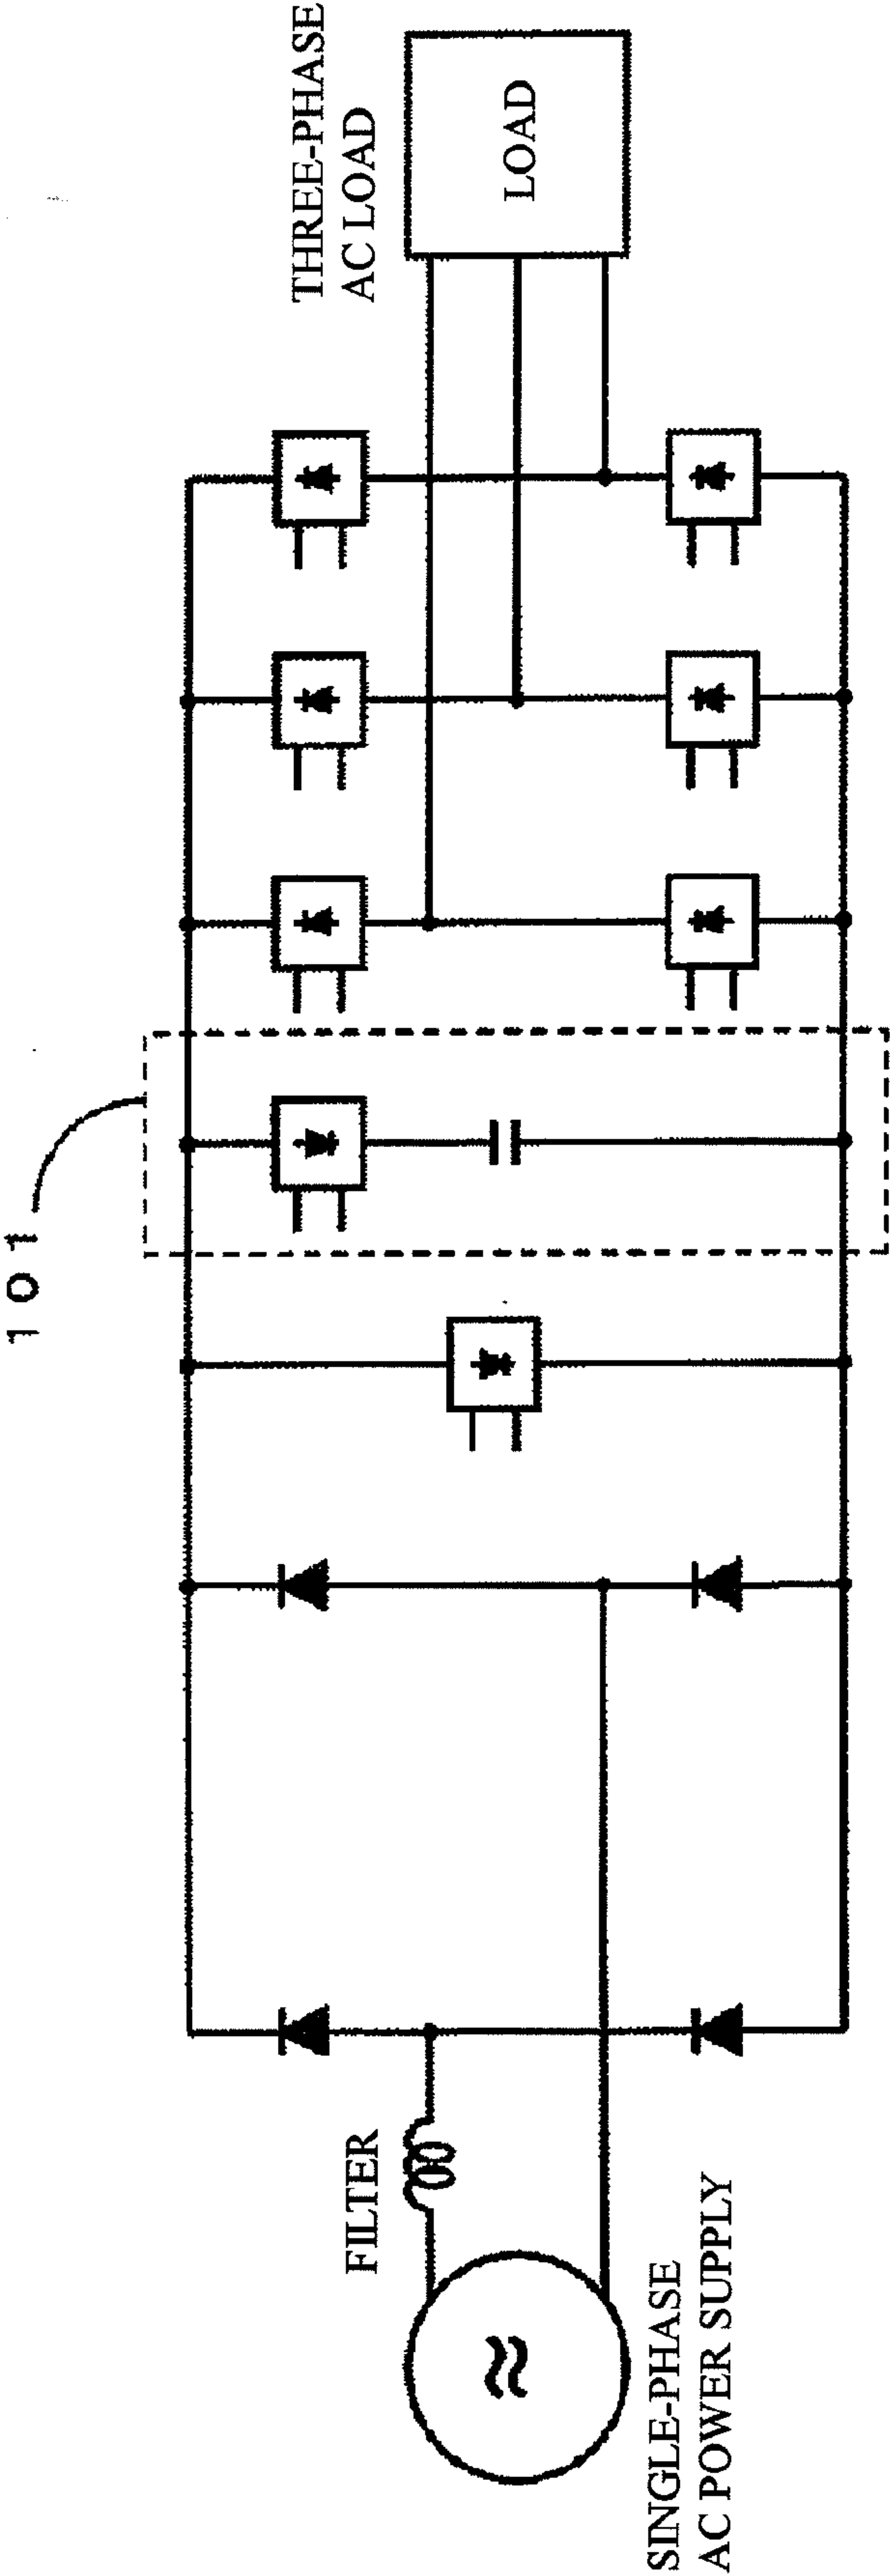 101
THREE-PHASE
AC LOAD
LOAD
FILTER
SINGLE-PHASE
AC POWER SUPPLY